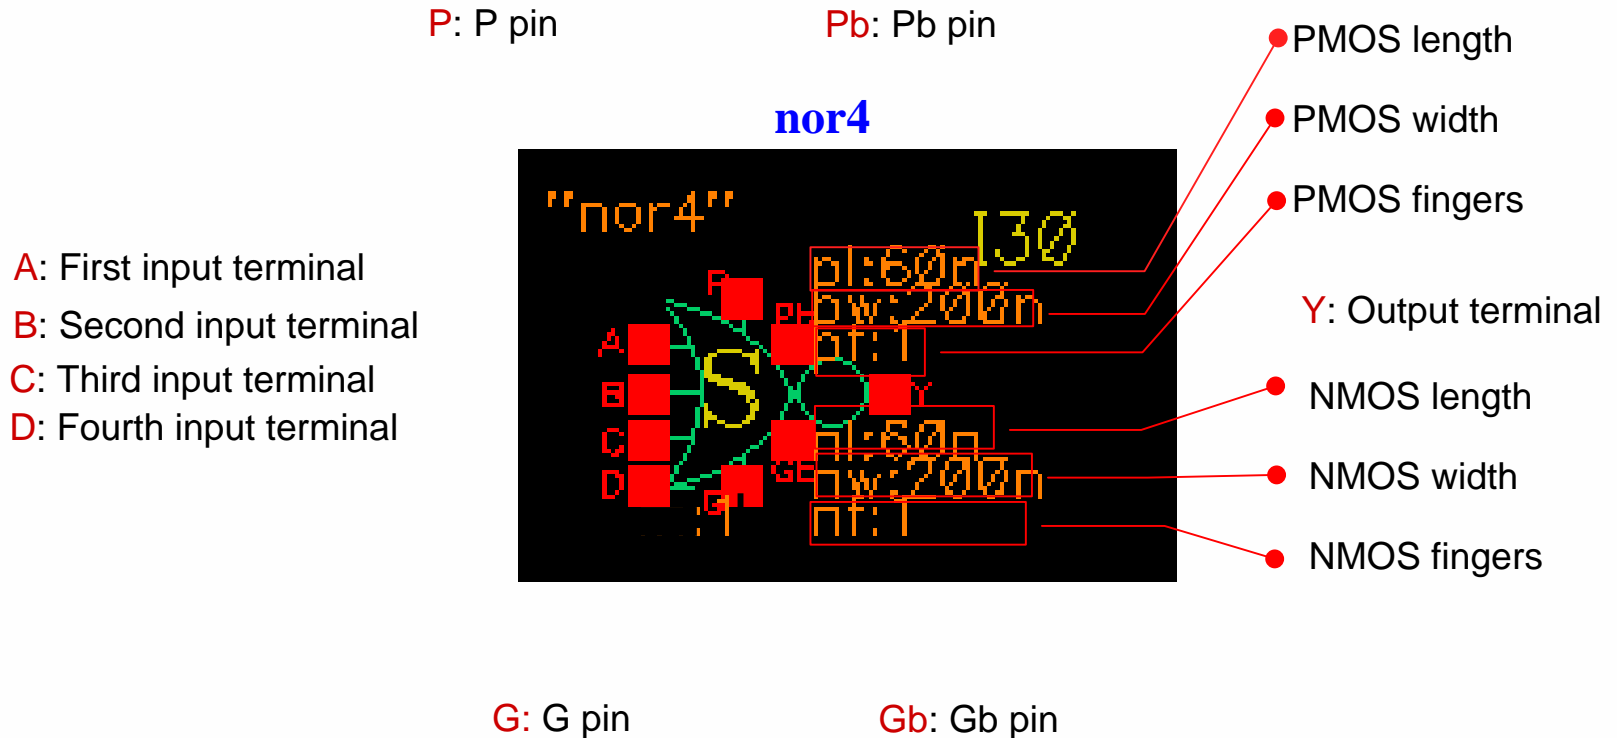 P: P pin
Pb: Pb pin
PMOS length
PMOS width
nor4
PMOS fingers
"nor4"
I30
A: First input terminal
B: Second input terminal
C: Third input terminal
D: Fourth input terminal
P
pl:60n
pw:200n
Pb
pf:1
A
B
C
D
S
Y
nl:60n
nw:200n
nf:1
G
:1
Y: Output terminal
NMOS length
NMOS width
NMOS fingers
G: G pin
Gb: Gb pin